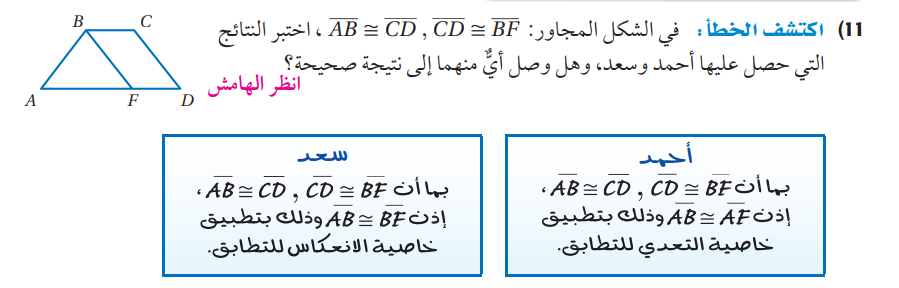 11) اكتشف الخطأ: في الشكل المجاور: AB ≅ CD , CD ≅ BF ، اختبر النتائج
التي حصل عليها أحمد وسعد، وهل وصل أيٌّ منهما إلى نتيجة صحيحة؟
انظر الهامش
B C
A F D
أحمد
بما أن AB ≅ CD , CD ≅ BF ،
إذن AB ≅ AF وذلك بتطبيق
خاصية التعدي للتطابق.
سعد
بما أن AB ≅ CD , CD ≅ BF ،
إذن AB ≅ BF وذلك بتطبيق
خاصية الانعكاس للتطابق.